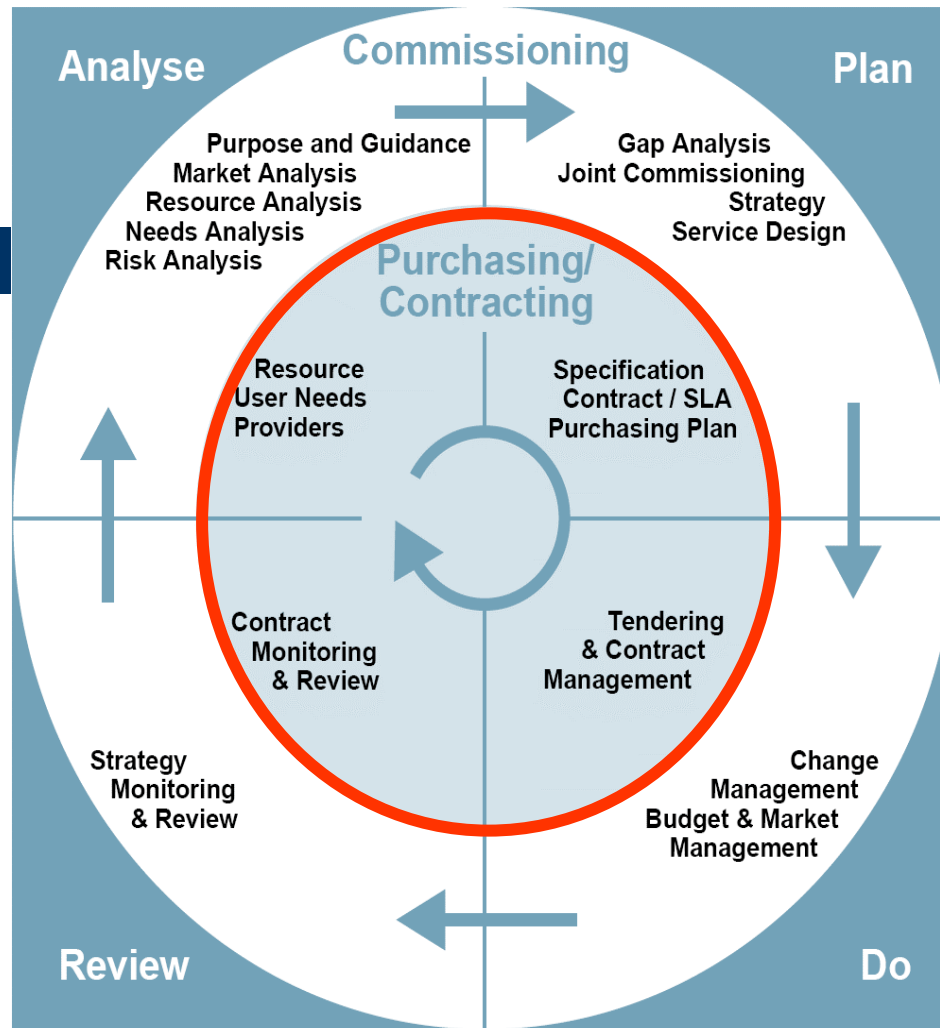 Analyse
Commissioning
Plan
Purpose and Guidance
Market Analysis
Resource Analysis
Needs Analysis
Risk Analysis
Gap Analysis
Joint Commissioning
Strategy
Service Design
Purchasing/
Contracting
Resource
User Needs
Providers
Specification
Contract / SLA
Purchasing Plan
Contract
Monitoring
& Review
Tendering
& Contract
Management
Strategy
Monitoring
& Review
Change
Management
Budget & Market
Management
Review
Do